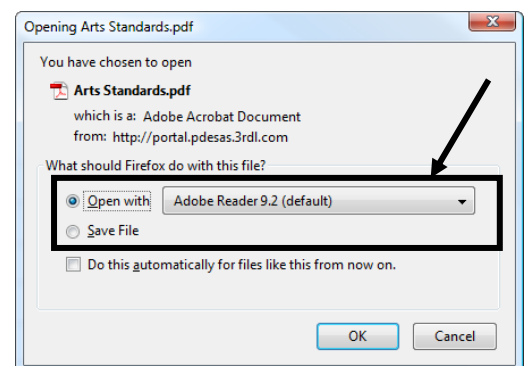 Opening Arts Standards.pdf
You have chosen to open
Arts Standards.pdf
which is a: Adobe Acrobat Document
from: http://portal.pdesas.3rdl.com
What should Firefox do with this file?
Open with Adobe Reader 9.2 (default)
Save File
Do this automatically for files like this from now on.
OK Cancel